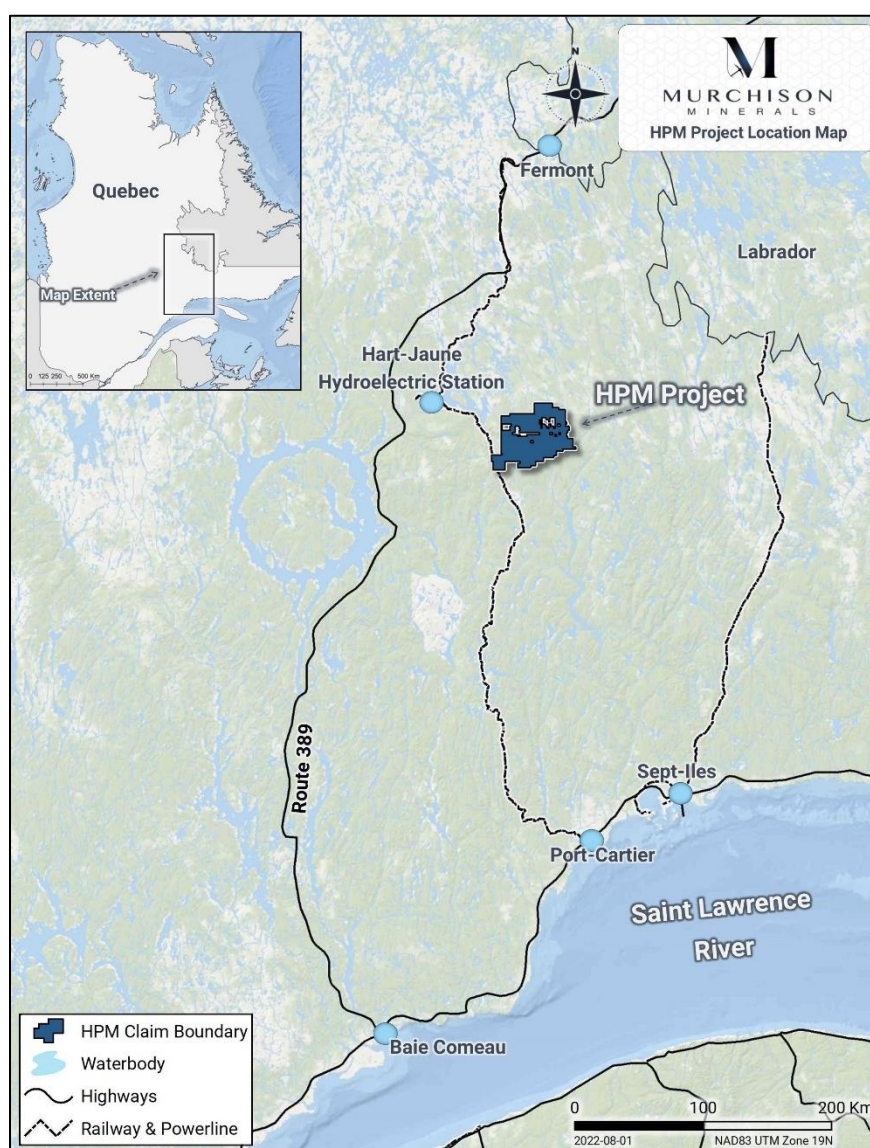 N
MURCHISON
MINERALS
HPM Project Location Map
Fermont
Quebec
Map Extent
0 125 250 500 Km
Labrador
Hart-Jaune
Hydroelectric Station
HPM Project
Route 389
Sept-Iles
Port-Cartier
Saint Lawrence
River
Baie Comeau
HPM Claim Boundary
Waterbody
Highways
Railway & Powerline
0 100 200 Km
2022-08-01 NAD83 UTM Zone 19N